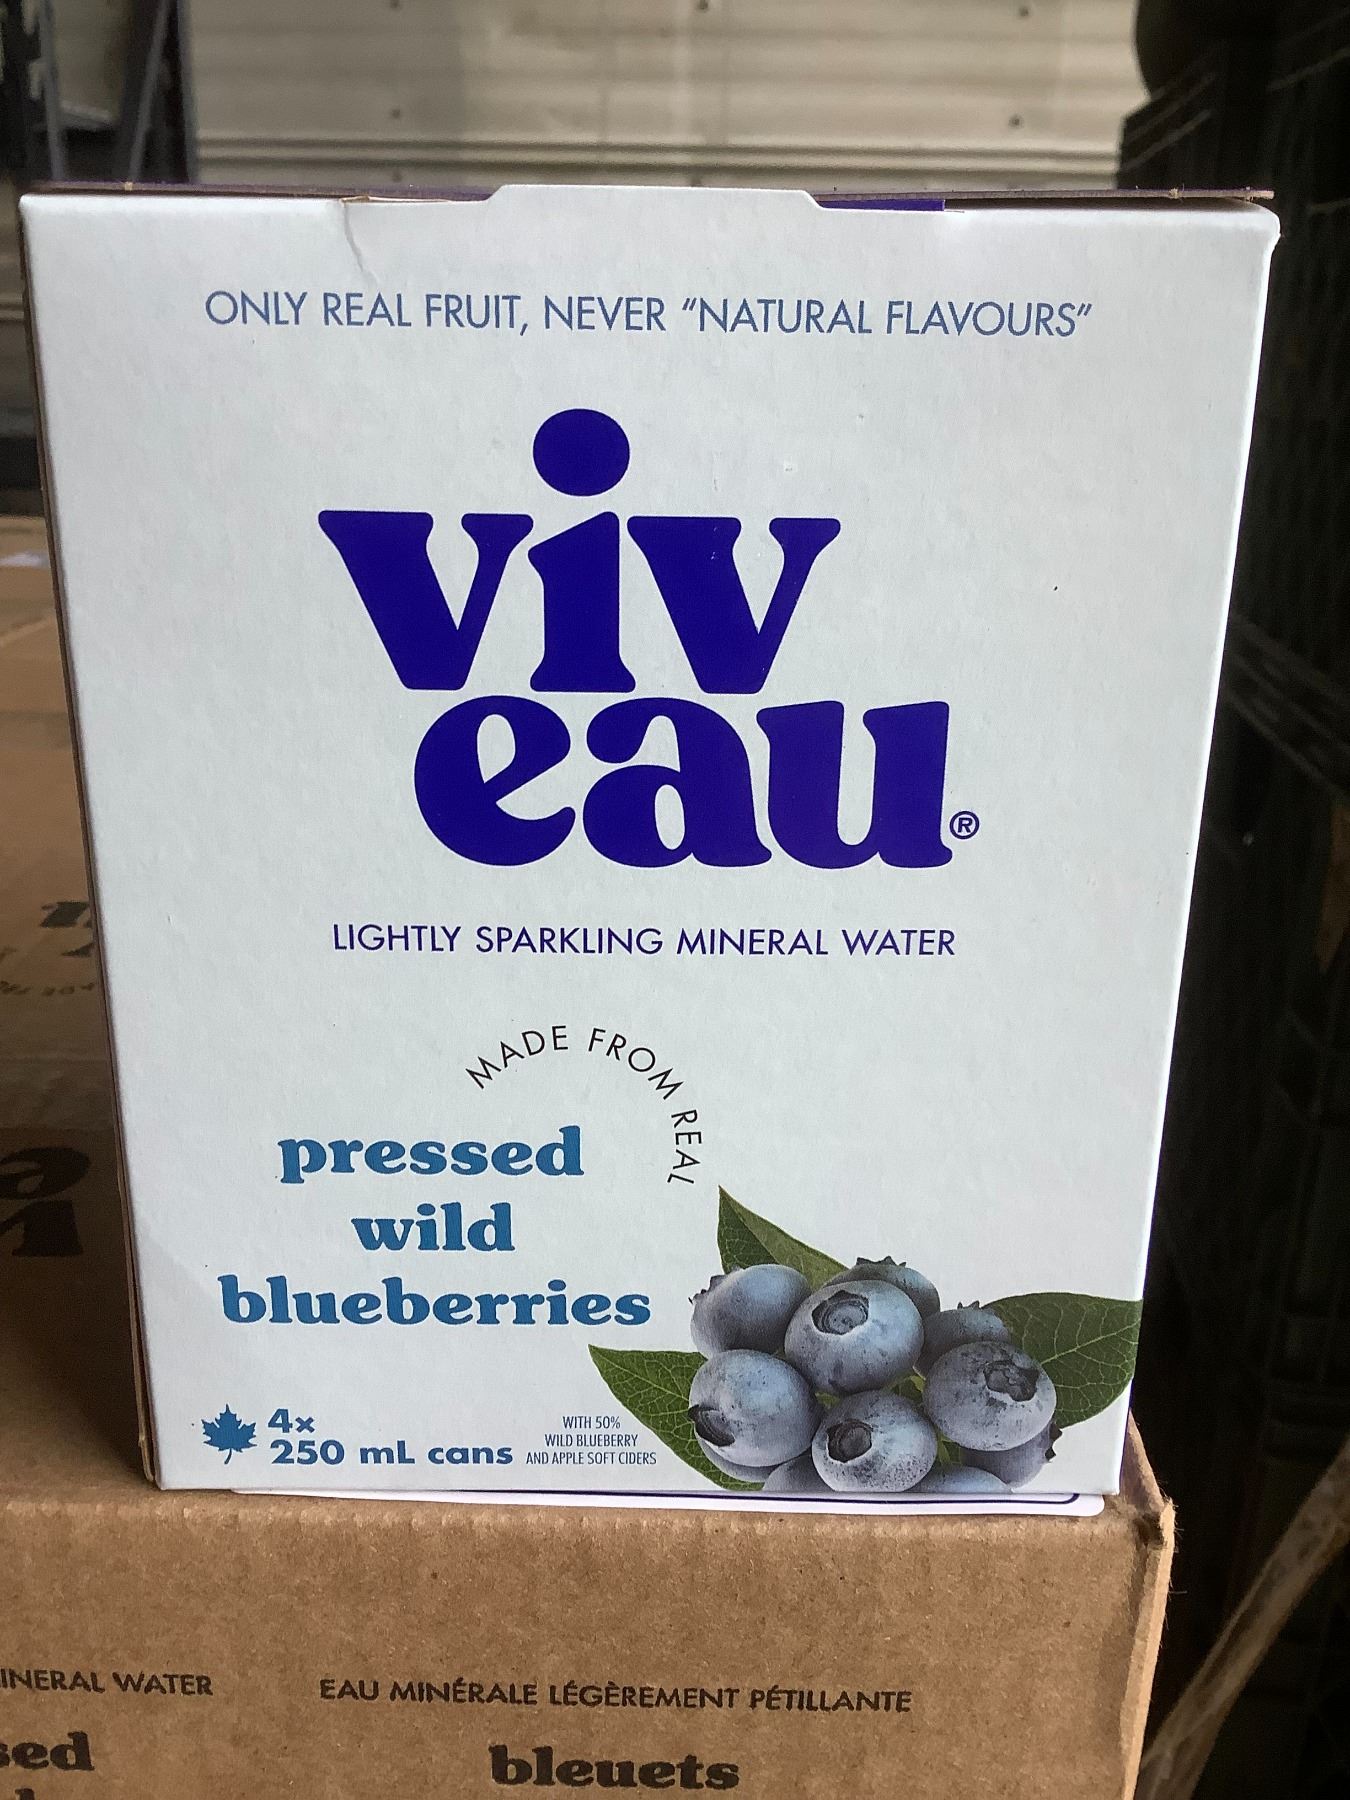 ONLY REAL FRUIT, NEVER "NATURAL FLAVOURS"
viv
eau®
LIGHTLY SPARKLING MINERAL WATER
MADE FROM REAL
pressed
wild
blueberries
4x
250 mL cans
WITH 50%
WILD BLUEBERRY
AND APPLE SOFT CIDERS
INERAL WATER
EAU MINÉRALE LÉGÈREMENT PÉTILLANTE
sed
bleuets